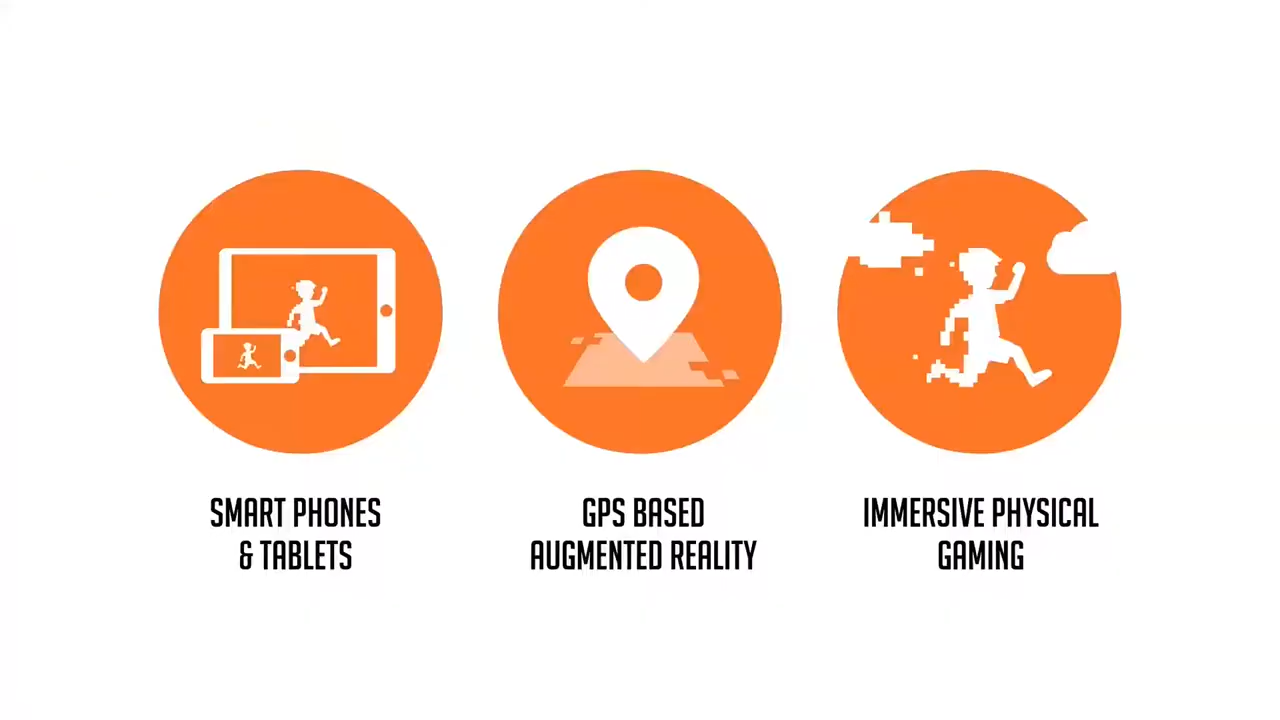 SMART PHONES
& TABLETS
GPS BASED
AUGMENTED REALITY
IMMERSIVE PHYSICAL
GAMING